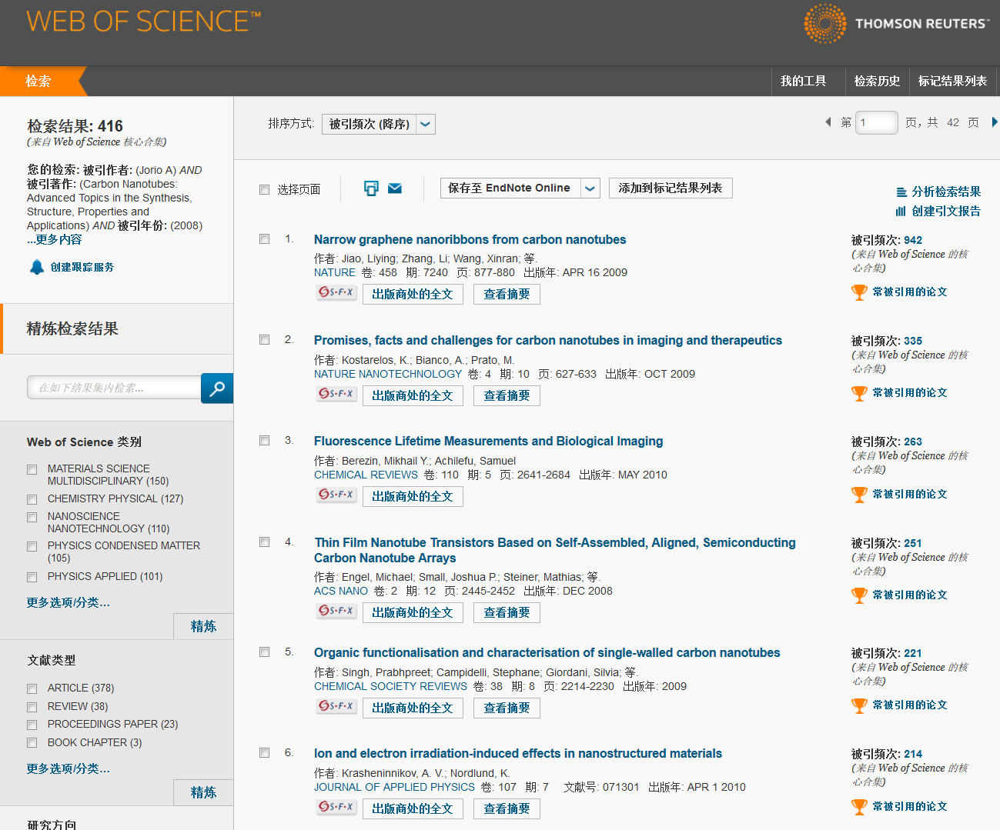 WEB OF SCIENCE™
THOMSON REUTERS™
检索
我的工具
检索历史
标记结果列表
检索结果: 416
(来自 Web of Science 核心合集)
您的检索: 被引作者: (Jorio A) AND
被引著作: (Carbon Nanotubes:
Advanced Topics in the Synthesis,
Structure, Properties and
Applications) AND 被引年份: (2008)
...更多内容
创建跟踪服务
精炼检索结果
在如下结果集内检索...
Web of Science 类别
MATERIALS SCIENCE
MULTIDISCIPLINARY (150)
CHEMISTRY PHYSICAL (127)
NANOSCIENCE
NANOTECHNOLOGY (110)
PHYSICS CONDENSED MATTER
(105)
PHYSICS APPLIED (101)
更多选项/分类...
精炼
文献类型
ARTICLE (378)
REVIEW (38)
PROCEEDINGS PAPER (23)
BOOK CHAPTER (3)
更多选项/分类...
精炼
研究方向
排序方式: 被引频次 (降序)
第 1 页，共 42 页
选择页面
保存至 EndNote Online
添加到标记结果列表
分析检索结果
创建引文报告
1. Narrow graphene nanoribbons from carbon nanotubes
作者: Jiao, Liying; Zhang, Li; Wang, Xinran; 等.
NATURE 卷: 458 期: 7240 页: 877-880 出版年: APR 16 2009
S·F·X 出版商处的全文 查看摘要
被引频次: 942
(来自 Web of Science 的核
心合集)
常被引用的论文
2. Promises, facts and challenges for carbon nanotubes in imaging and therapeutics
作者: Kostarelos, K.; Bianco, A.; Prato, M.
NATURE NANOTECHNOLOGY 卷: 4 期: 10 页: 627-633 出版年: OCT 2009
S·F·X 出版商处的全文 查看摘要
被引频次: 335
(来自 Web of Science 的核
心合集)
常被引用的论文
3. Fluorescence Lifetime Measurements and Biological Imaging
作者: Berezin, Mikhail Y.; Achilefu, Samuel
CHEMICAL REVIEWS 卷: 110 期: 5 页: 2641-2684 出版年: MAY 2010
S·F·X 出版商处的全文
被引频次: 263
(来自 Web of Science 的核
心合集)
常被引用的论文
4. Thin Film Nanotube Transistors Based on Self-Assembled, Aligned, Semiconducting
Carbon Nanotube Arrays
作者: Engel, Michael; Small, Joshua P.; Steiner, Mathias; 等.
ACS NANO 卷: 2 期: 12 页: 2445-2452 出版年: DEC 2008
S·F·X 出版商处的全文 查看摘要
被引频次: 251
(来自 Web of Science 的核
心合集)
常被引用的论文
5. Organic functionalisation and characterisation of single-walled carbon nanotubes
作者: Singh, Prabhpreet; Campidelli, Stephane; Giordani, Silvia; 等.
CHEMICAL SOCIETY REVIEWS 卷: 38 期: 8 页: 2214-2230 出版年: 2009
S·F·X 出版商处的全文 查看摘要
被引频次: 221
(来自 Web of Science 的核
心合集)
常被引用的论文
6. Ion and electron irradiation-induced effects in nanostructured materials
作者: Krasheninnikov, A. V.; Nordlund, K.
JOURNAL OF APPLIED PHYSICS 卷: 107 期: 7 文献号: 071301 出版年: APR 1 2010
S·F·X 出版商处的全文 查看摘要
被引频次: 214
(来自 Web of Science 的核
心合集)
常被引用的论文